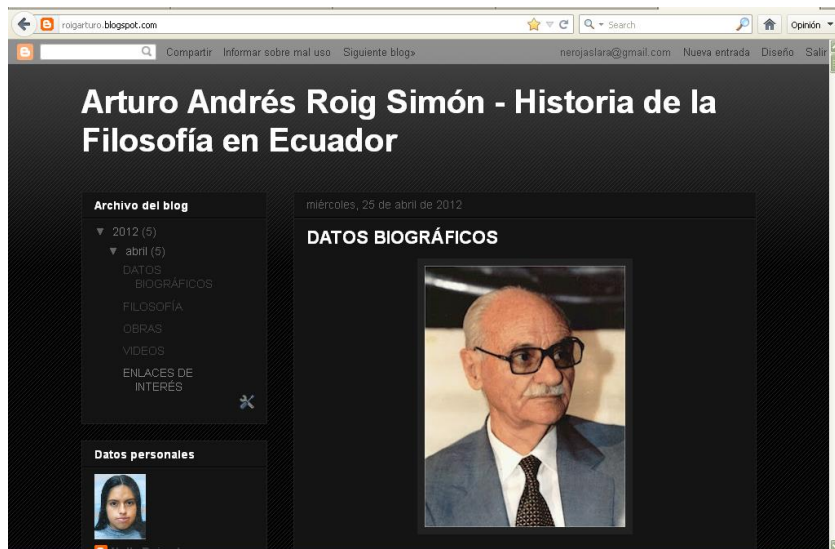 roigarturo.blogspot.com
Search
Opinión
Compartir Informar sobre mal uso Siguiente blog»
nerojaslara@gmail.com Nueva entrada Diseño Salir
Arturo Andrés Roig Simón - Historia de la
Filosofía en Ecuador
Archivo del blog
▼ 2012 (5)
▼ abril (5)
DATOS
BIOGRÁFICOS
FILOSOFÍA
OBRAS
VIDEOS
ENLACES DE
INTERÉS
miércoles, 25 de abril de 2012
DATOS BIOGRÁFICOS
Datos personales